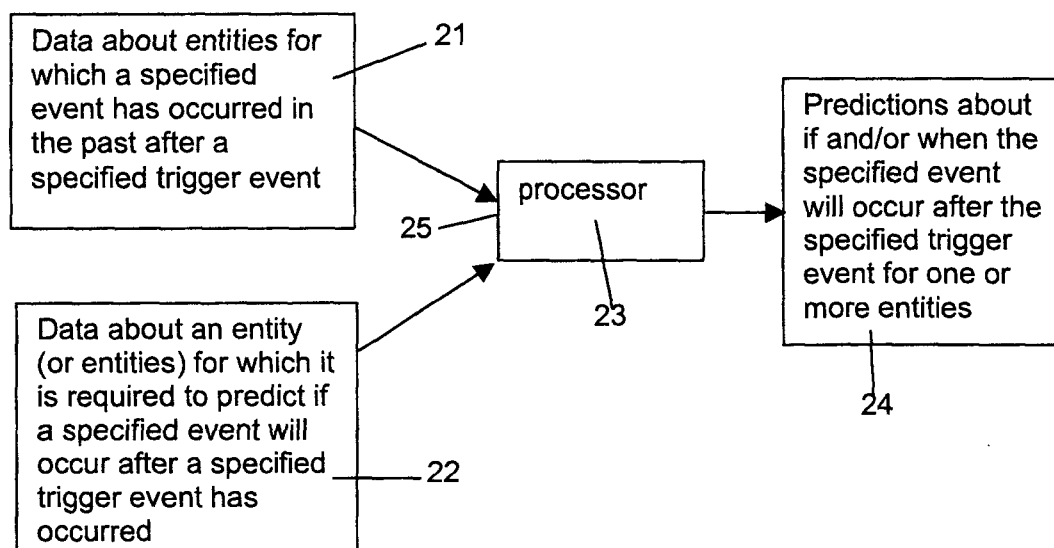 Data about entities for
which a specified
event has occurred in
the past after a
specified trigger event
21
processor
25
23
Predictions about
if and/or when the
specified event
will occur after the
specified trigger
event for one or
more entities
24
Data about an entity
(or entities) for which it
is required to predict if
a specified event will
occur after a specified
trigger event has
occurred
22